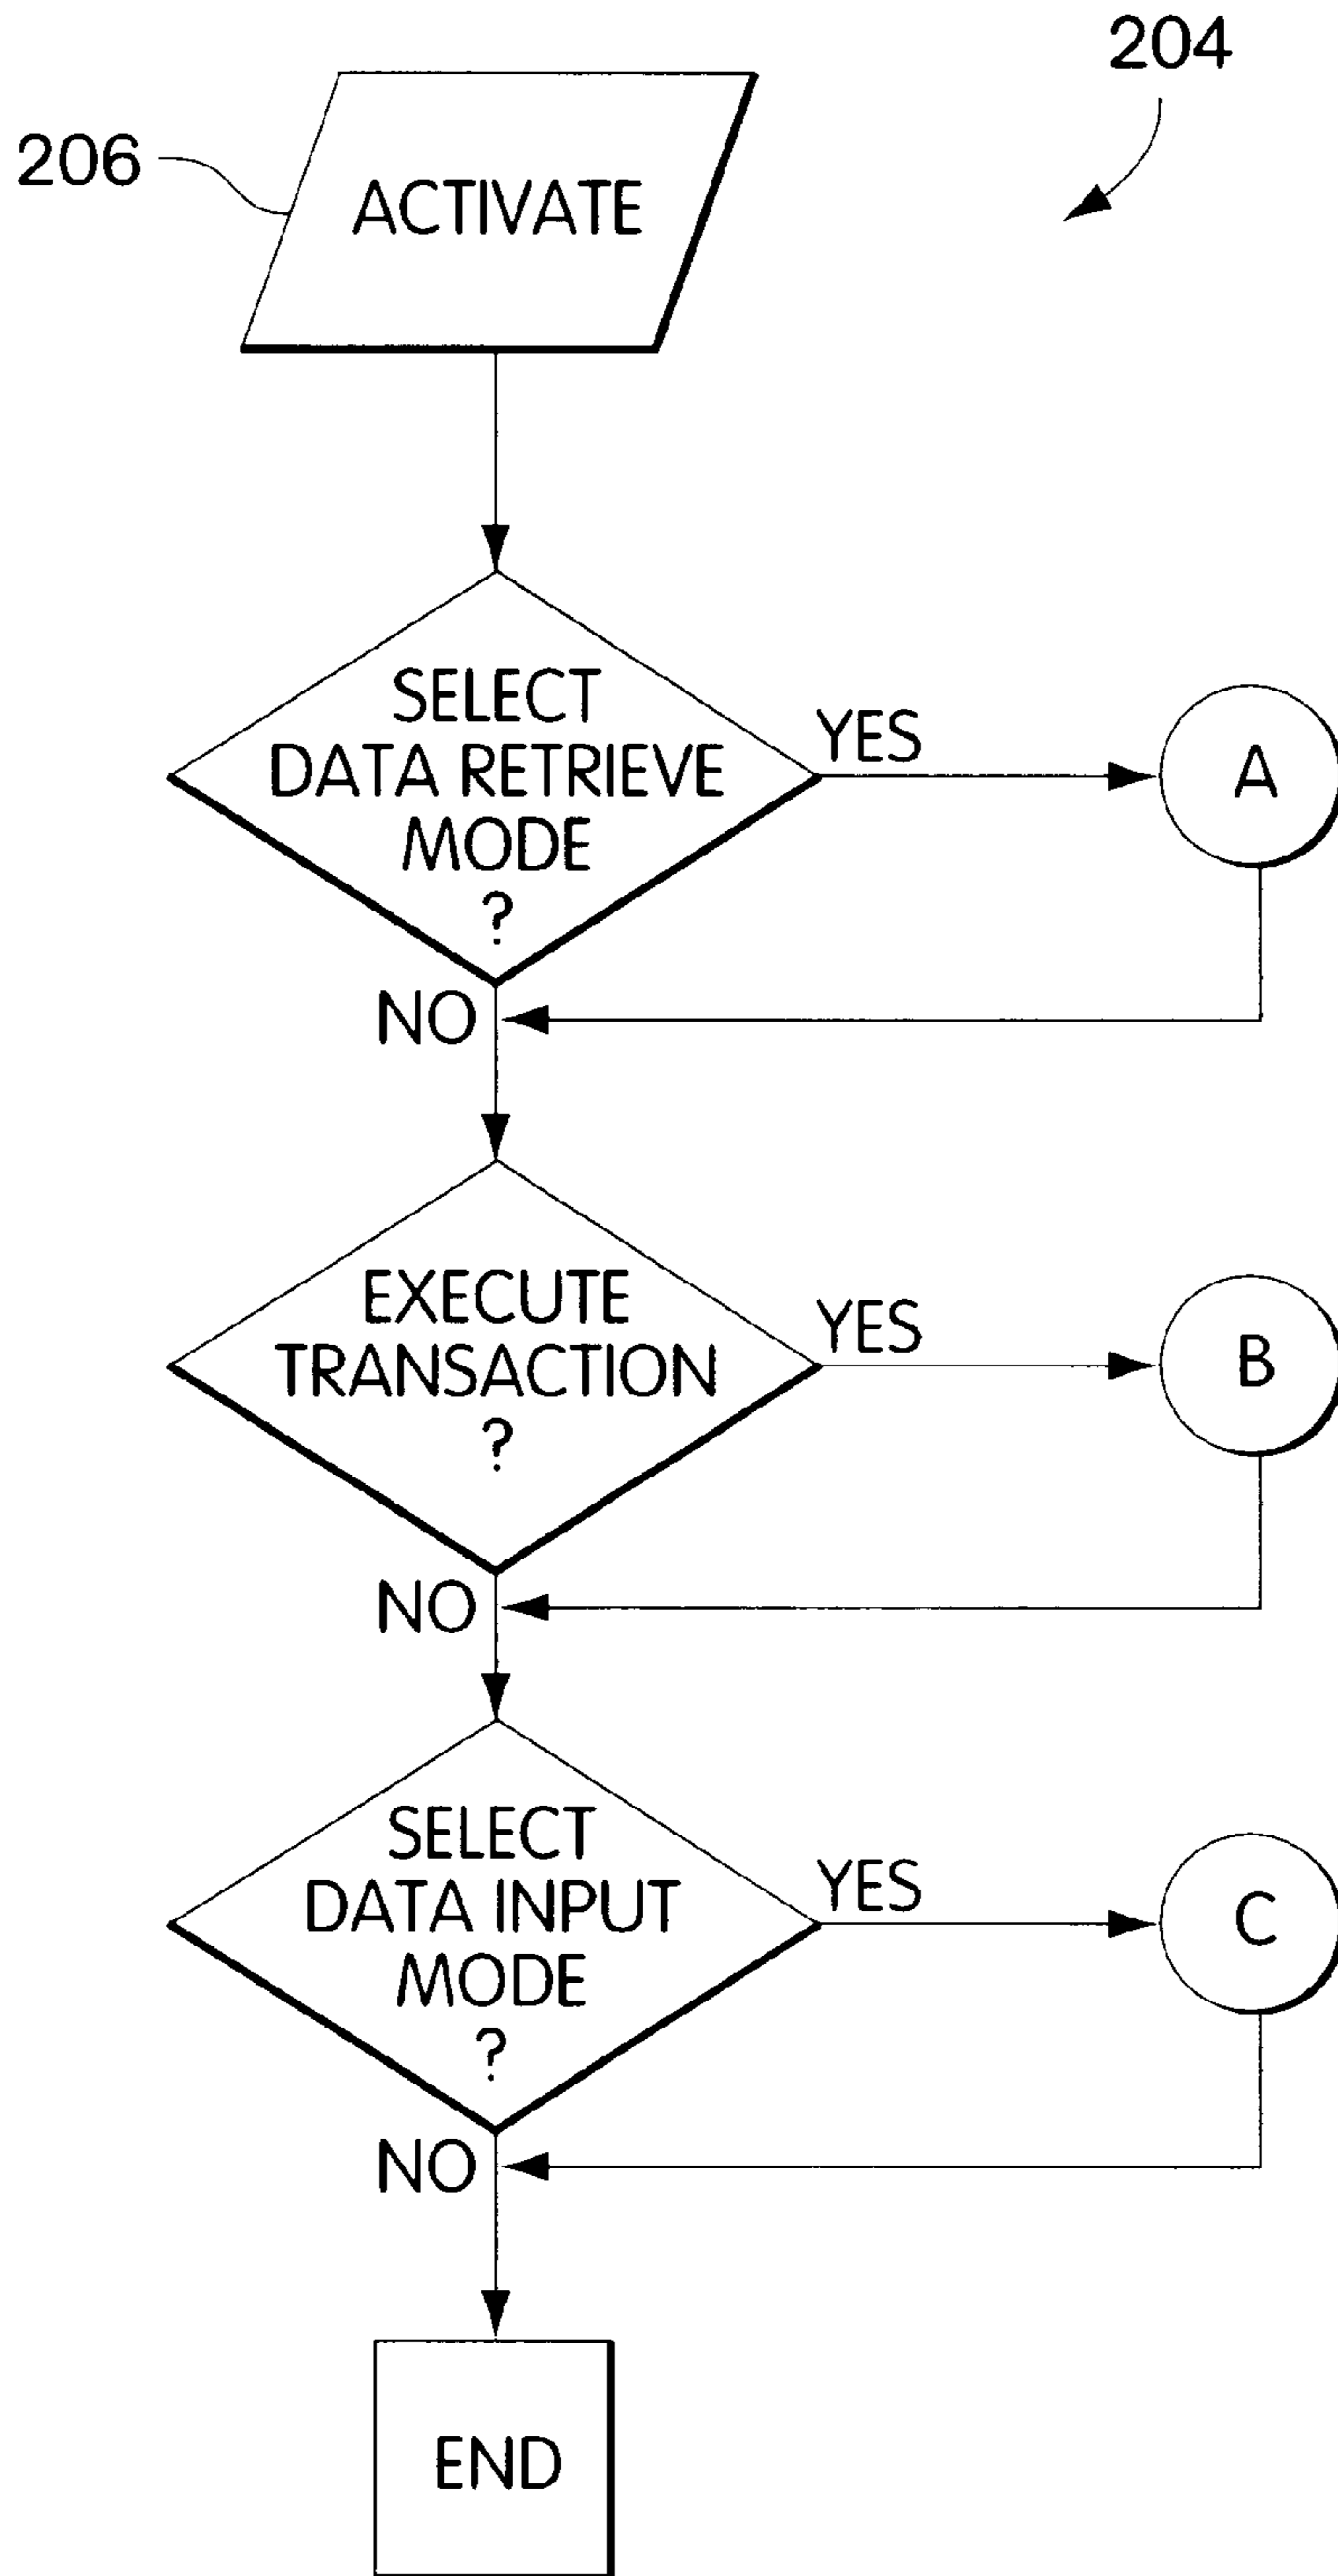 204
206
ACTIVATE
SELECT
DATA RETRIEVE
MODE
?
YES
A
NO
EXECUTE
TRANSACTION
?
YES
B
NO
SELECT
DATA INPUT
MODE
?
YES
C
NO
END